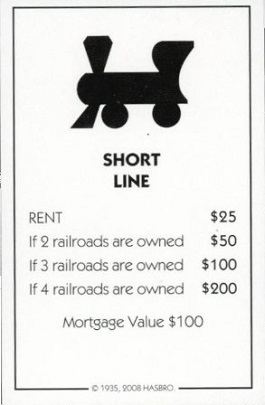 SHORT
LINE
RENT $25
If 2 railroads are owned $50
If 3 railroads are owned $100
If 4 railroads are owned $200
Mortgage Value $100
© 1935, 2008 HASBRO.